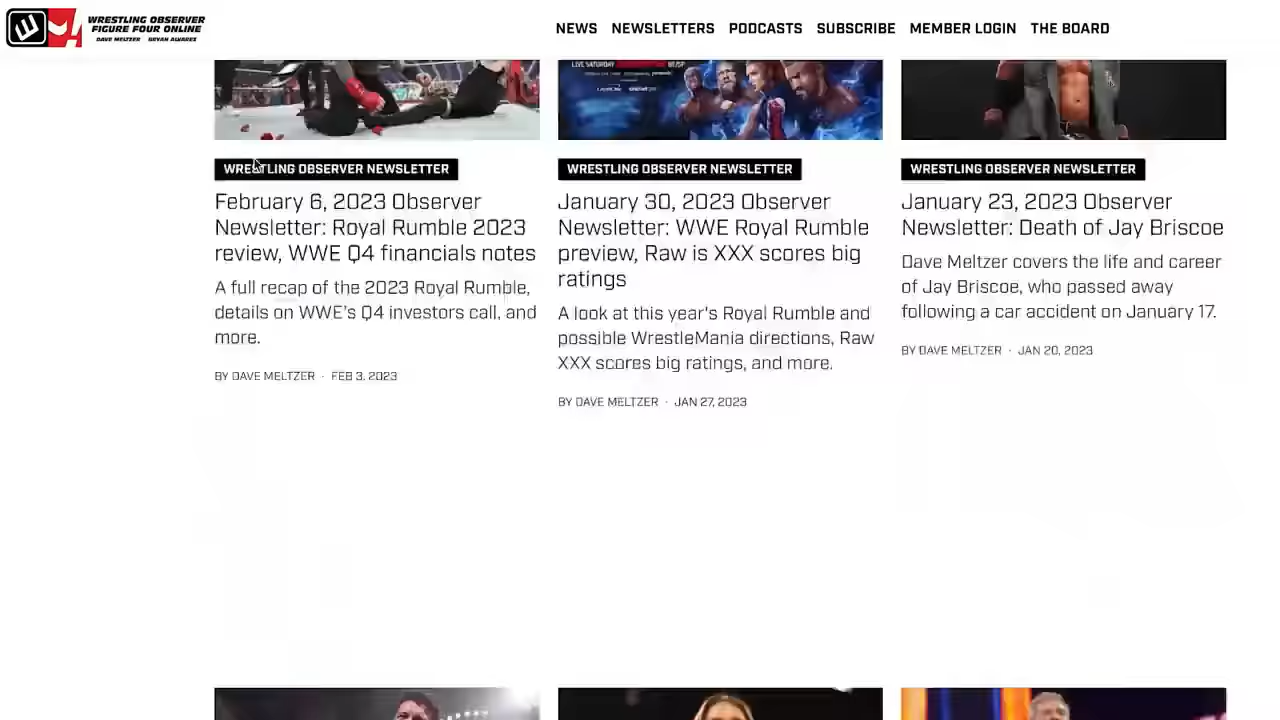 WRESTLING OBSERVER
FIGURE FOUR ONLINE
DAVE MELTZER BRYAN ALVAREZ
NEWS NEWSLETTERS PODCASTS SUBSCRIBE MEMBER LOGIN THE BOARD
LIVE SATURDAY
WRESTLING OBSERVER NEWSLETTER
February 6, 2023 Observer
Newsletter: Royal Rumble 2023
review, WWE Q4 financials notes
A full recap of the 2023 Royal Rumble,
details on WWE's Q4 investors call, and
more.
BY DAVE MELTZER · FEB 3, 2023
WRESTLING OBSERVER NEWSLETTER
January 30, 2023 Observer
Newsletter: WWE Royal Rumble
preview, Raw is XXX scores big
ratings
A look at this year's Royal Rumble and
possible WrestleMania directions, Raw
XXX scores big ratings, and more.
BY DAVE MELTZER · JAN 27, 2023
WRESTLING OBSERVER NEWSLETTER
January 23, 2023 Observer
Newsletter: Death of Jay Briscoe
Dave Meltzer covers the life and career
of Jay Briscoe, who passed away
following a car accident on January 17.
BY DAVE MELTZER · JAN 20, 2023